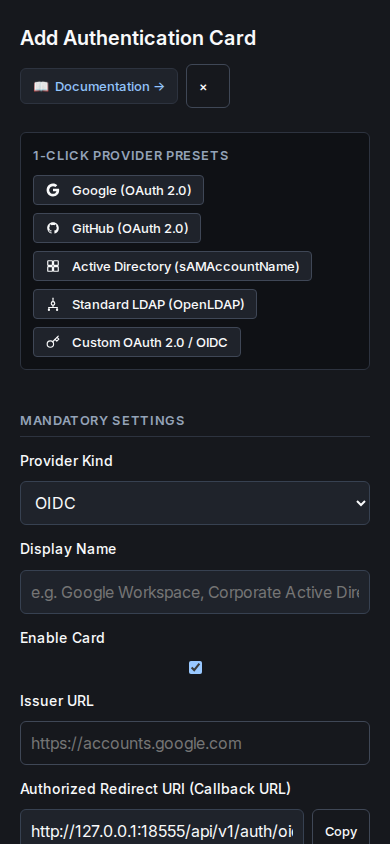 Add Authentication Card
📖 Documentation →
×
1-CLICK PROVIDER PRESETS
Google (OAuth 2.0)
GitHub (OAuth 2.0)
Active Directory (sAMAccountName)
Standard LDAP (OpenLDAP)
Custom OAuth 2.0 / OIDC
MANDATORY SETTINGS
Provider Kind
OIDC
Display Name
e.g. Google Workspace, Corporate Active Dire
Enable Card
Issuer URL
https://accounts.google.com
Authorized Redirect URI (Callback URL)
http://127.0.0.1:18555/api/v1/auth/oi
Copy